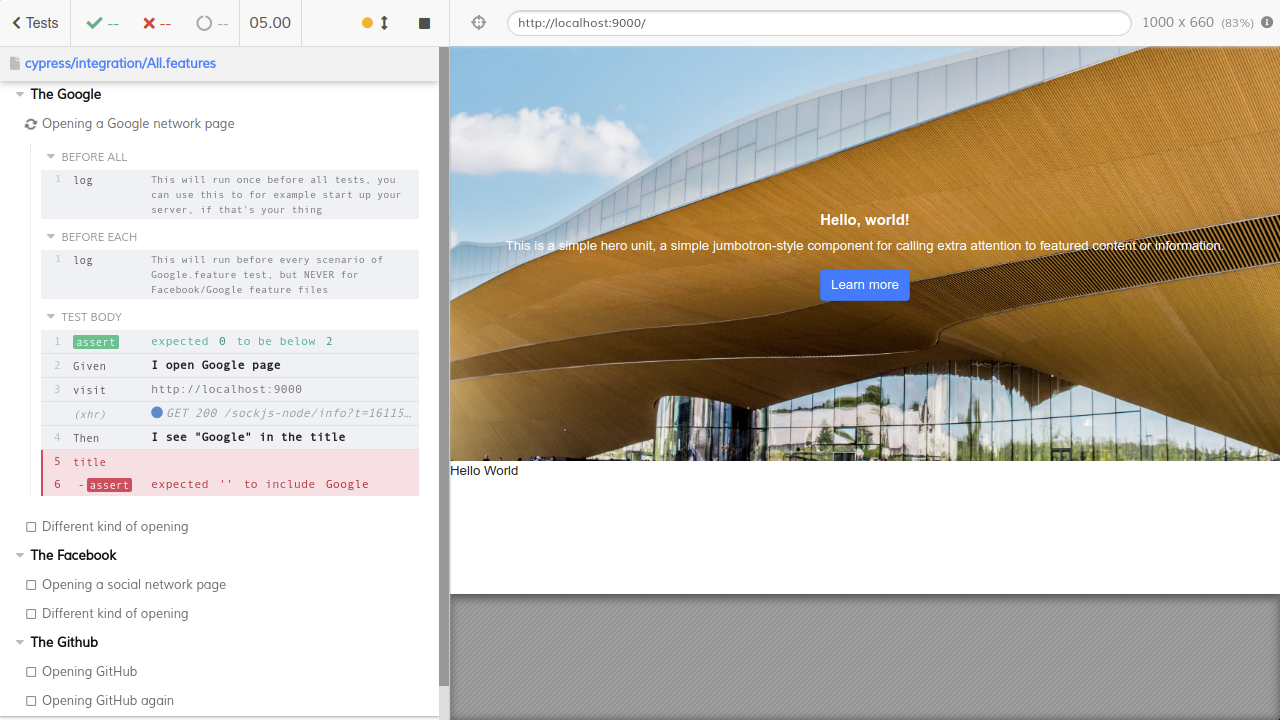 Tests
--
--
--
05.00
http://localhost:9000/
1000 x 660 (83%)
cypress/integration/All.features
The Google
Opening a Google network page
BEFORE ALL
1 log This will run once before all tests, you
can use this to for example start up your
server, if that's your thing
BEFORE EACH
1 log This will run before every scenario of
Google.feature test, but NEVER for
Facebook/Google feature files
TEST BODY
1 assert expected 0 to be below 2
2 Given I open Google page
3 visit http://localhost:9000
(xhr) GET 200 /sockjs-node/info?t=16115…
4 Then I see "Google" in the title
5 title
6 -assert expected '' to include Google
Different kind of opening
The Facebook
Opening a social network page
Different kind of opening
The Github
Opening GitHub
Opening GitHub again
Hello, world!
This is a simple hero unit, a simple jumbotron-style component for calling extra attention to featured content or information.
Learn more
Hello World